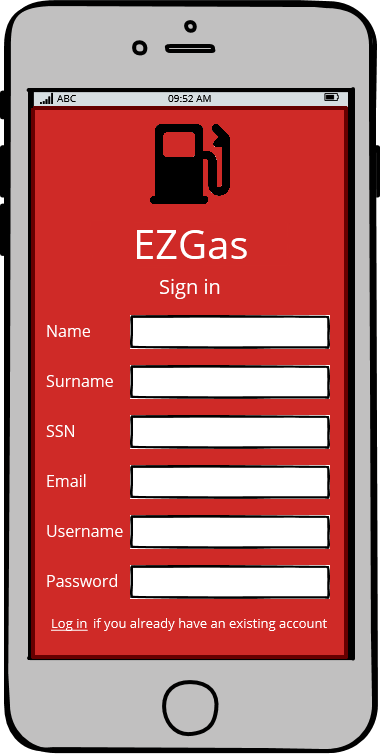 ABC 09:52 AM
EZGas
Sign in
Name
Surname
SSN
Email
Username
Password
Log in if you already have an existing account